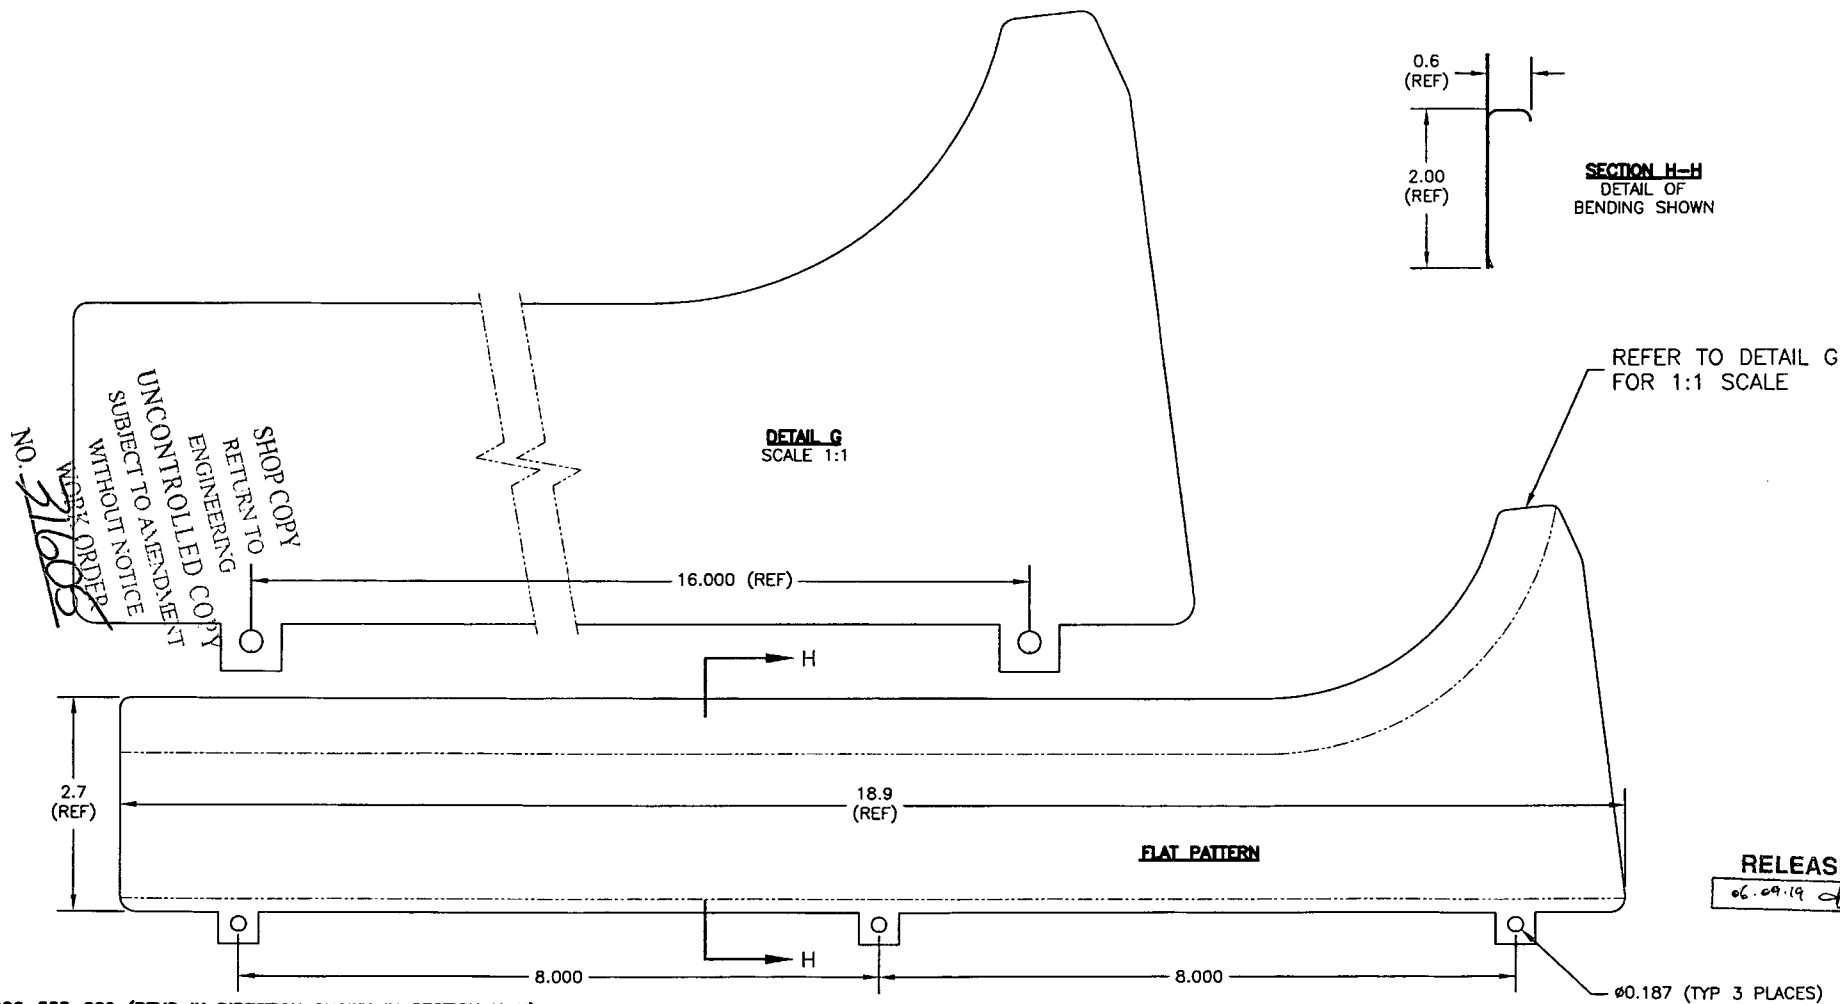 0.6
(REF)
2.00
(REF)
SECTION H-H
DETAIL OF
BENDING SHOWN
REFER TO DETAIL G
FOR 1:1 SCALE
DETAIL G
SCALE 1:1
SHOP COPY
RETURN TO
ENGINEERING
UNCONTROLLED COPY
SUBJECT TO AMENDMENT
WITHOUT NOTICE
WORK ORDER
NO.
16.000 (REF)
H
2.7
(REF)
18.9
(REF)
FLAT PATTERN
RELEAS
06.09.19
H
8.000
8.000
ø0.187 (TYP 3 PLACES)